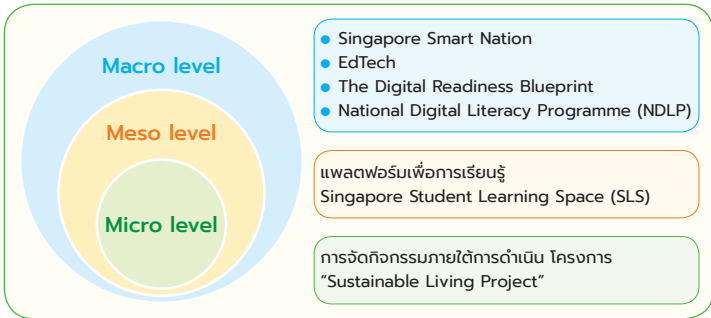 Macro level
Meso level
Micro level
• Singapore Smart Nation
• EdTech
• The Digital Readiness Blueprint
• National Digital Literacy Programme (NDLP)
แพลตฟอร์มเพื่อการเรียนรู้
Singapore Student Learning Space (SLS)
การจัดกิจกรรมภายใต้การดำเนิน โครงการ
“Sustainable Living Project”